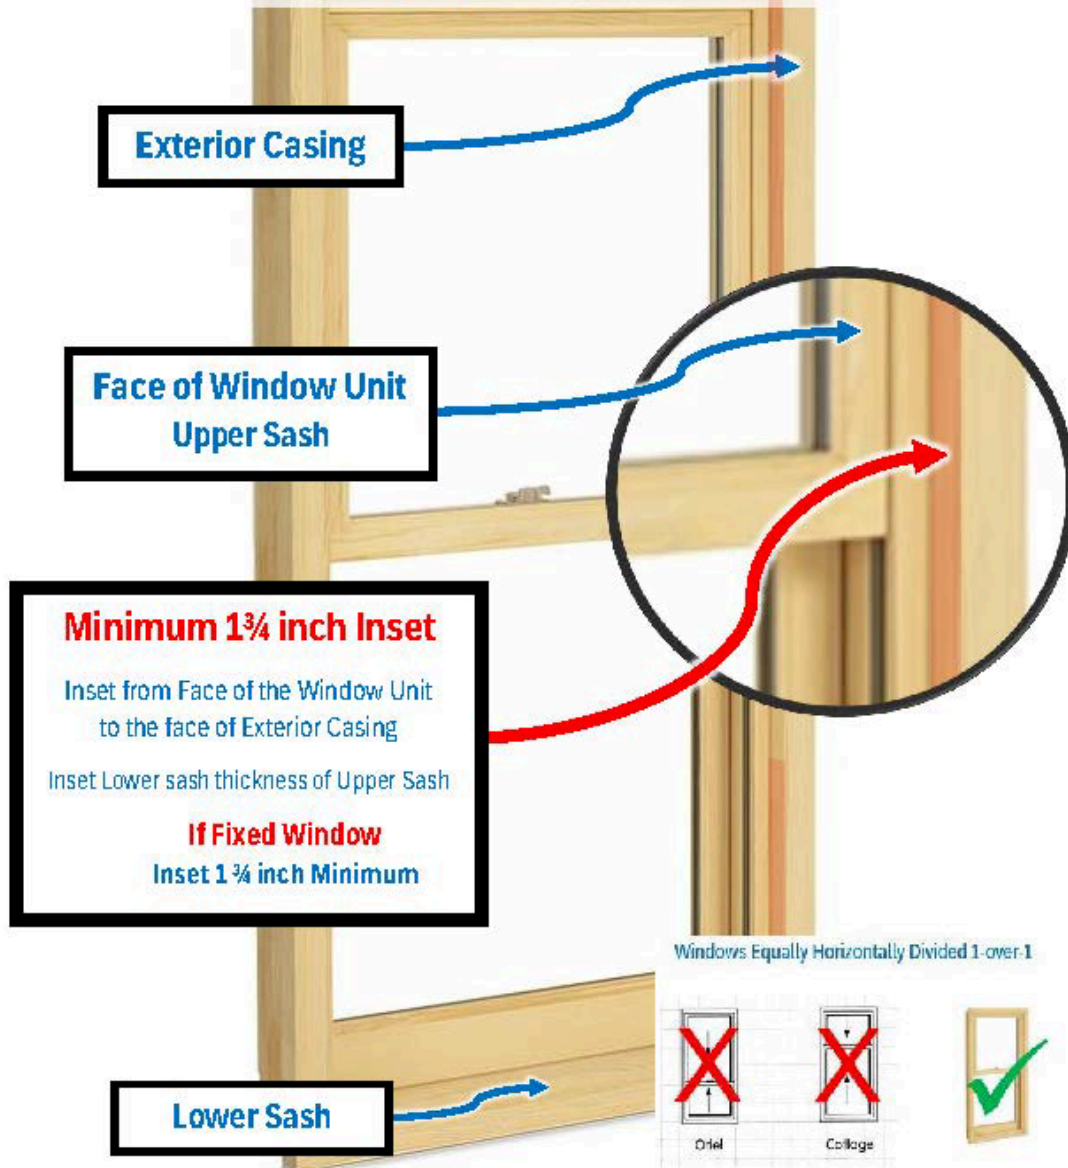 Exterior Casing
Face of Window Unit
Upper Sash
Minimum 1¾ inch Inset
Inset from Face of the Window Unit
to the face of Exterior Casing
Inset Lower sash thickness of Upper Sash
If Fixed Window
Inset 1 ¾ inch Minimum
Windows Equally Horizontally Divided 1-over-1
Oriel
Cottage
Lower Sash